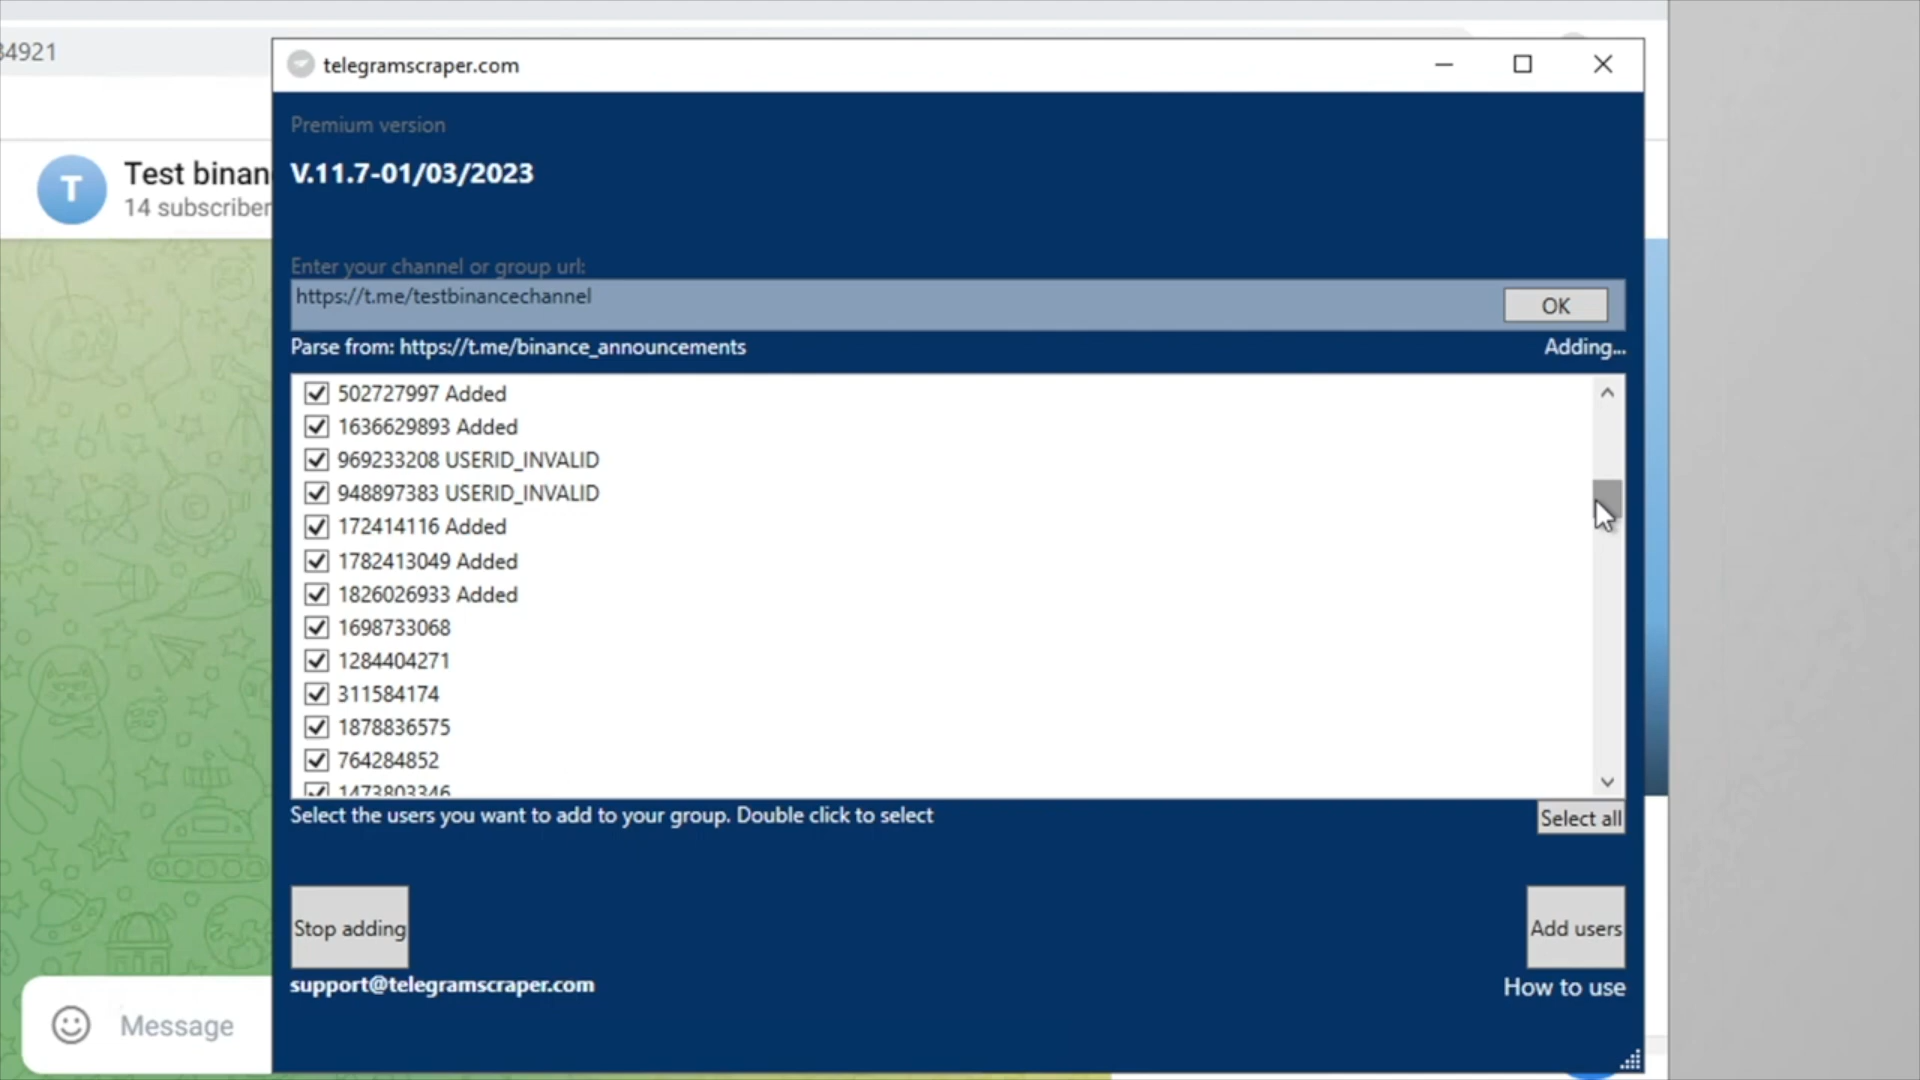 34921
telegramscraper.com
Premium version
V.11.7-01/03/2023
T
Test binan
14 subscriber
Enter your channel or group url:
https://t.me/testbinancechannel
OK
Parse from: https://t.me/binance_announcements
Adding...
502727997 Added
1636629893 Added
969233208 USERID_INVALID
948897383 USERID_INVALID
172414116 Added
1782413049 Added
1826026933 Added
1698733068
1284404271
311584174
1878836575
764284852
1473803346
Select the users you want to add to your group. Double click to select
Select all
Stop adding
Add users
support@telegramscraper.com
How to use
Message